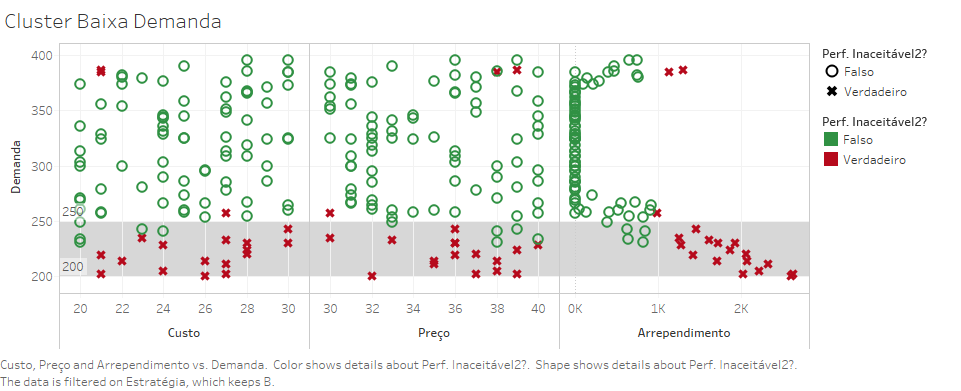 Cluster Baixa Demanda
Perf. Inaceitável2?
Falso
Verdadeiro
Perf. Inaceitável2?
Falso
Verdadeiro
Demanda
400
350
300
250
200
250
200
20 22 24 26 28 30 30 32 34 36 38 40 0K 1K 2K
Custo Preço Arrependimento
Custo, Preço and Arrependimento vs. Demanda. Color shows details about Perf. Inaceitável2?. Shape shows details about Perf. Inaceitável2?.
The data is filtered on Estratégia, which keeps B.